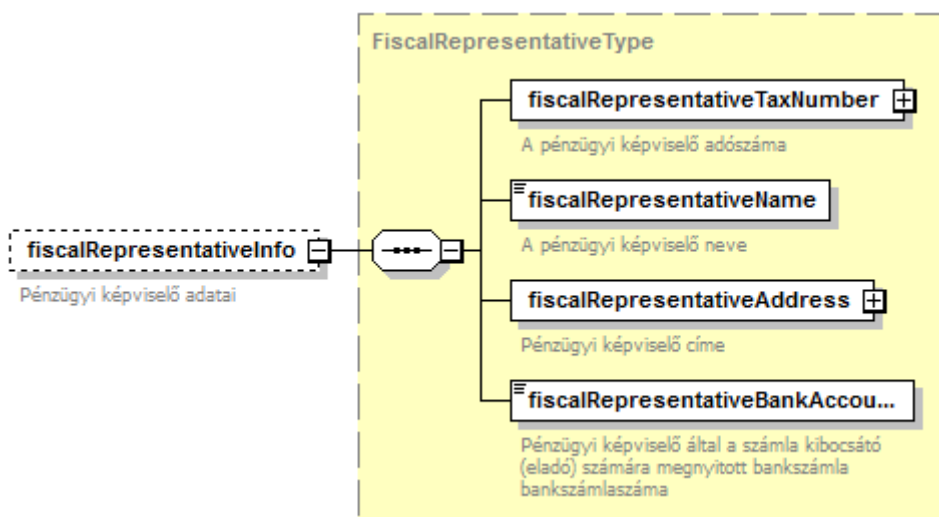 FiscalRepresentativeType
fiscalRepresentativeTaxNumber
A pénzügyi képviselő adószáma
fiscalRepresentativeName
A pénzügyi képviselő neve
fiscalRepresentativeInfo
Pénzügyi képviselő adatai
fiscalRepresentativeAddress
Pénzügyi képviselő címe
fiscalRepresentativeBankAccou...
Pénzügyi képviselő által a számla kibocsátó
(eladó) számára megnyitott bankszámla
bankszámlaszáma